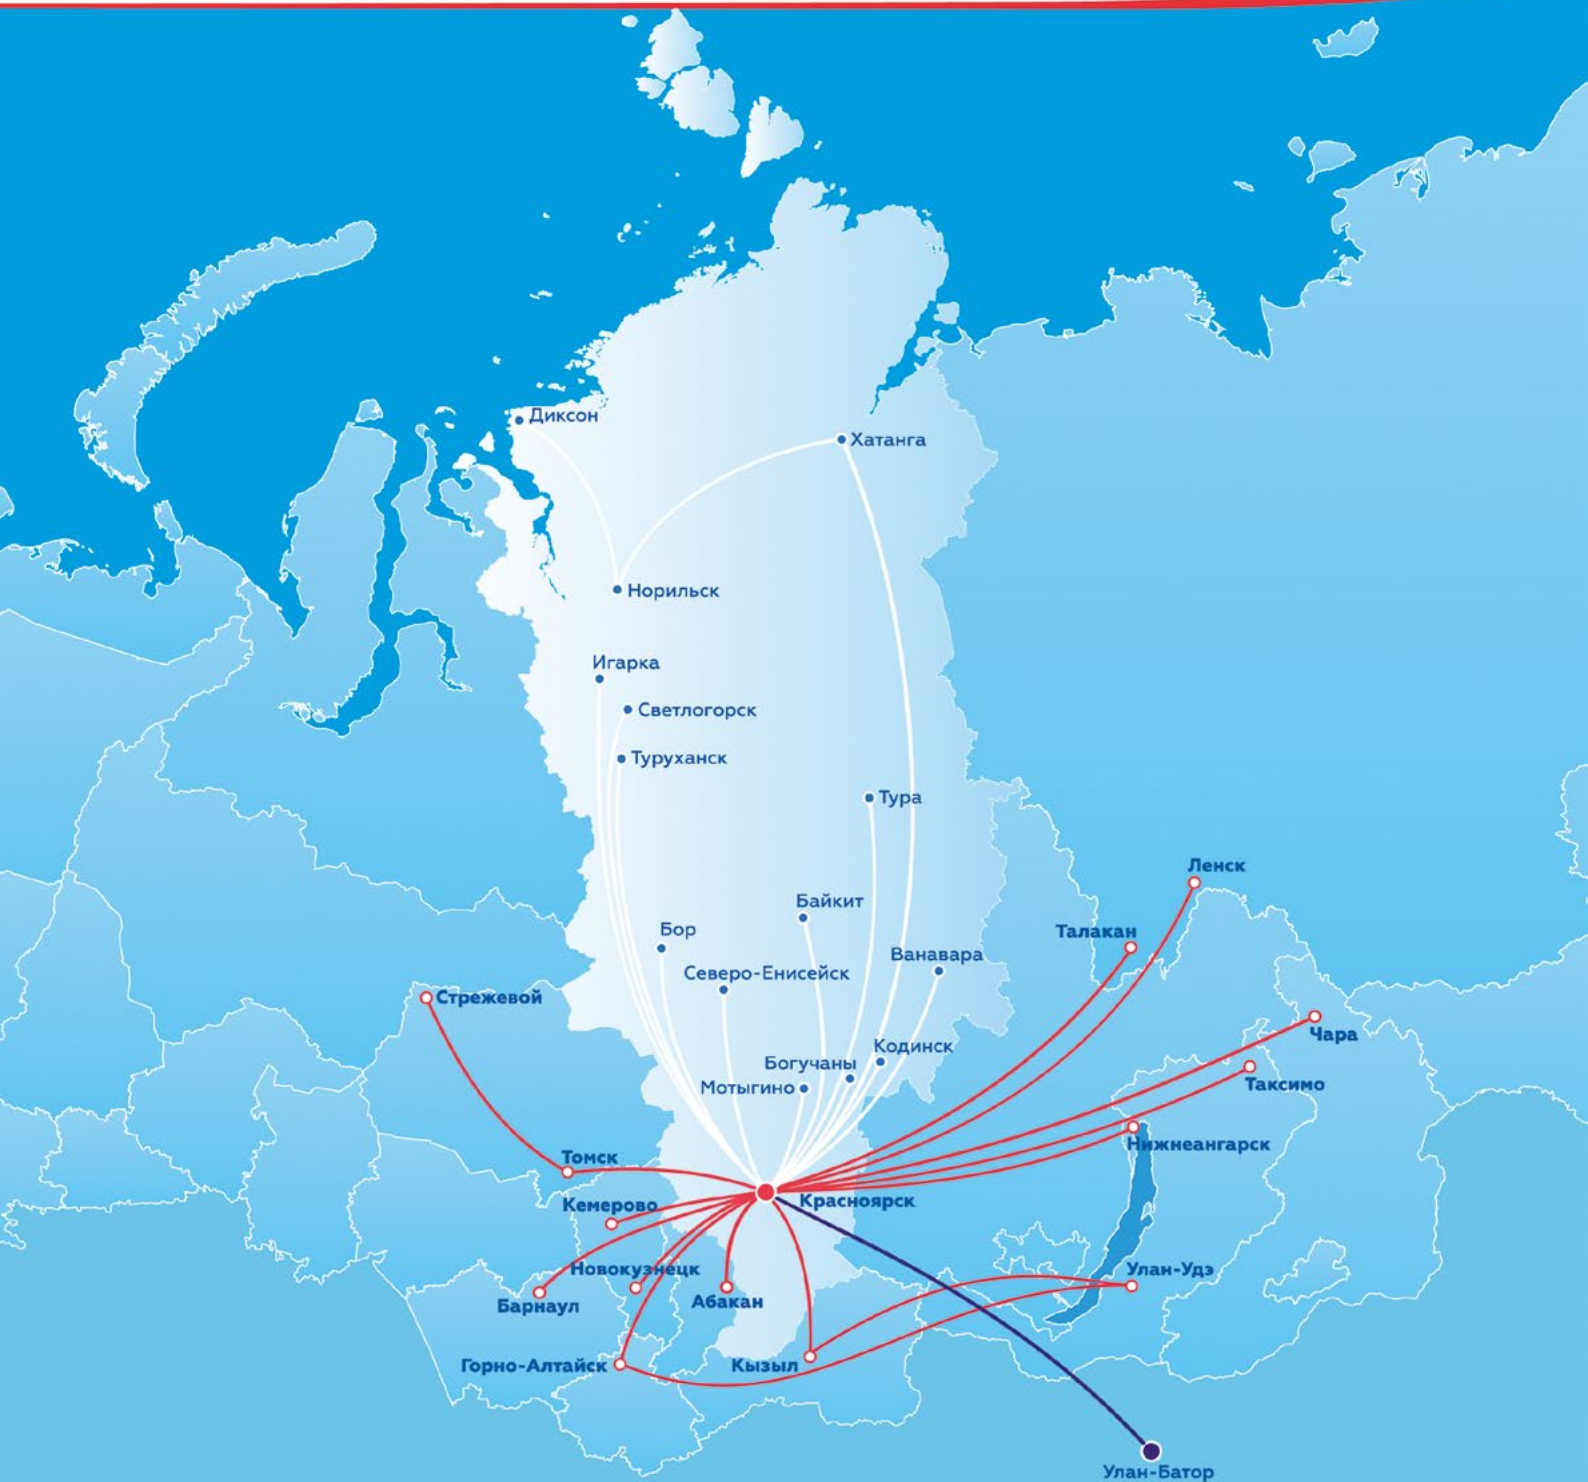 Диксон
Хатанга
Норильск
Игарка
Светлогорск
Туруханск
Тура
Ленск
Байкит
Бор
Талакан
Ванавара
Северо-Енисейск
Стрежевой
Чара
Кодинск
Богучаны
Таксимо
Мотыгино
Нижнеангарск
Томск
Кемерово
Красноярск
Новокузнецк
Улан-Удэ
Абакан
Барнаул
Горно-Алтайск
Кызыл
Улан-Батор